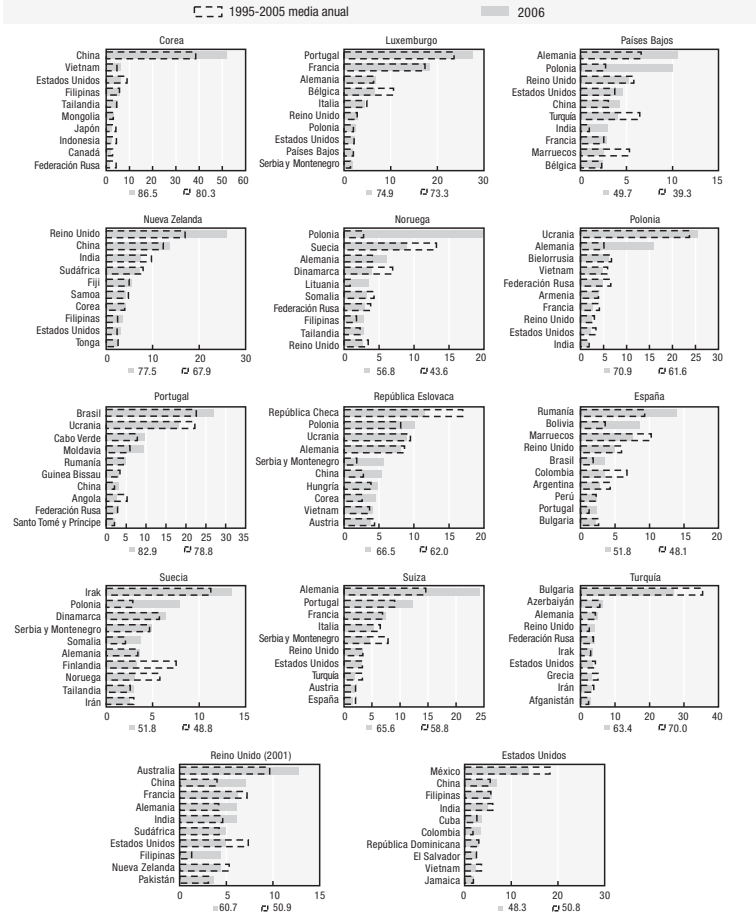 1995-2005 media anual 2006
Corea
China
Vietnam
Estados Unidos
Filipinas
Tailandia
Mongolia
Japón
Indonesia
Canadá
Federación Rusa
0 10 20 30 40 50 60
86.5 80.3
Luxemburgo
Portugal
Francia
Alemania
Bélgica
Italia
Reino Unido
Polonia
Estados Unidos
Países Bajos
Serbia y Montenegro
0 10 20 30
74.9 73.3
Países Bajos
Alemania
Polonia
Reino Unido
Estados Unidos
China
Turquía
India
Francia
Marruecos
Bélgica
0 5 10 15
49.7 39.3
Nueva Zelanda
Reino Unido
China
India
Sudáfrica
Fiji
Samoa
Corea
Filipinas
Estados Unidos
Tonga
0 10 20 30
77.5 67.9
Noruega
Polonia
Suecia
Alemania
Dinamarca
Lituania
Somalia
Federación Rusa
Filipinas
Tailandia
Reino Unido
0 5 10 15 20
56.8 43.6
Polonia
Ucrania
Alemania
Bielorrusia
Vietnam
Federación Rusa
Armenia
Francia
Reino Unido
Estados Unidos
India
0 5 10 15 20 25 30
70.9 61.6
Portugal
Brasil
Ucrania
Cabo Verde
Moldavia
Rumanía
Guinea Bissau
China
Angola
Federación Rusa
Santo Tomé y Príncipe
0 5 10 15 20 25 30 35
82.9 78.8
República Eslovaca
República Checa
Polonia
Ucrania
Alemania
Serbia y Montenegro
China
Hungría
Corea
Vietnam
Austria
0 5 10 15 20
66.5 62.0
España
Rumanía
Bolivia
Marruecos
Reino Unido
Brasil
Colombia
Argentina
Perú
Portugal
Bulgaria
0 5 10 15 20
51.8 48.1
Suecia
Irak
Polonia
Dinamarca
Serbia y Montenegro
Somalia
Alemania
Finlandia
Noruega
Tailandia
Irán
0 5 10 15
51.8 48.8
Suiza
Alemania
Portugal
Francia
Italia
Serbia y Montenegro
Reino Unido
Estados Unidos
Turquía
Austria
España
0 5 10 15 20 25
65.6 58.8
Turquía
Bulgaria
Azerbaiyán
Alemania
Reino Unido
Federación Rusa
Irak
Estados Unidos
Grecia
Irán
Afganistán
0 10 20 30 40
63.4 70.0
Reino Unido (2001)
Australia
China
Francia
Alemania
India
Sudáfrica
Estados Unidos
Filipinas
Nueva Zelanda
Pakistán
0 5 10 15
60.7 50.9
Estados Unidos
México
China
Filipinas
India
Cuba
Colombia
República Dominicana
El Salvador
Vietnam
Jamaica
0 10 20 30
48.3 50.8